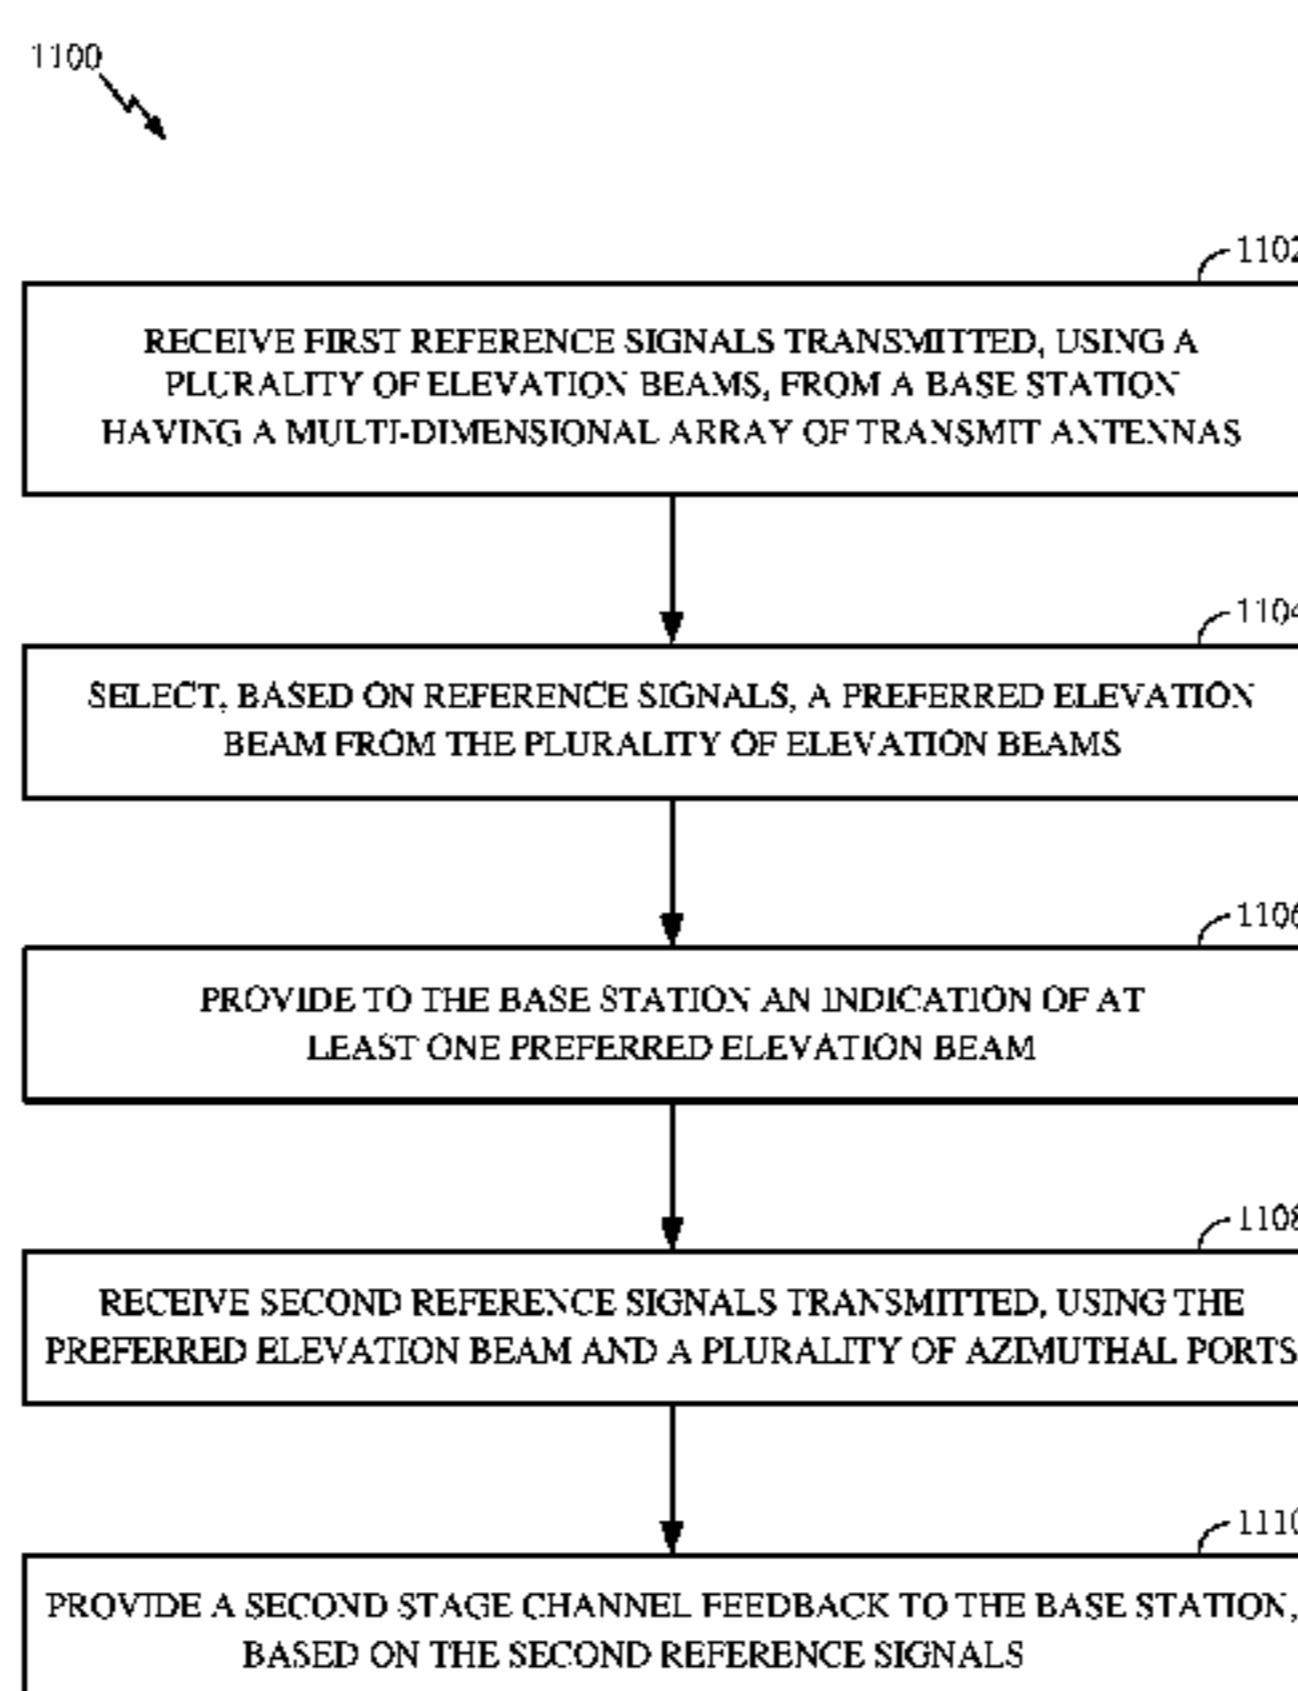 1100
1102
RECEIVE FIRST REFERENCE SIGNALS TRANSMITTED, USING A
PLURALITY OF ELEVATION BEAMS, FROM A BASE STATION
HAVING A MULTI-DIMENSIONAL ARRAY OF TRANSMIT ANTENNAS
1104
SELECT, BASED ON REFERENCE SIGNALS, A PREFERRED ELEVATION
BEAM FROM THE PLURALITY OF ELEVATION BEAMS
1106
PROVIDE TO THE BASE STATION AN INDICATION OF AT
LEAST ONE PREFERRED ELEVATION BEAM
1108
RECEIVE SECOND REFERENCE SIGNALS TRANSMITTED, USING THE
PREFERRED ELEVATION BEAM AND A PLURALITY OF AZIMUTHAL PORTS
1110
PROVIDE A SECOND STAGE CHANNEL FEEDBACK TO THE BASE STATION,
BASED ON THE SECOND REFERENCE SIGNALS